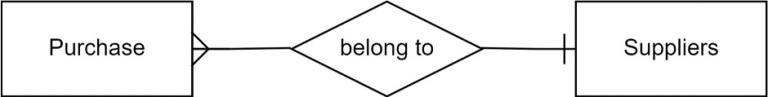 Purchase
belong to
Suppliers